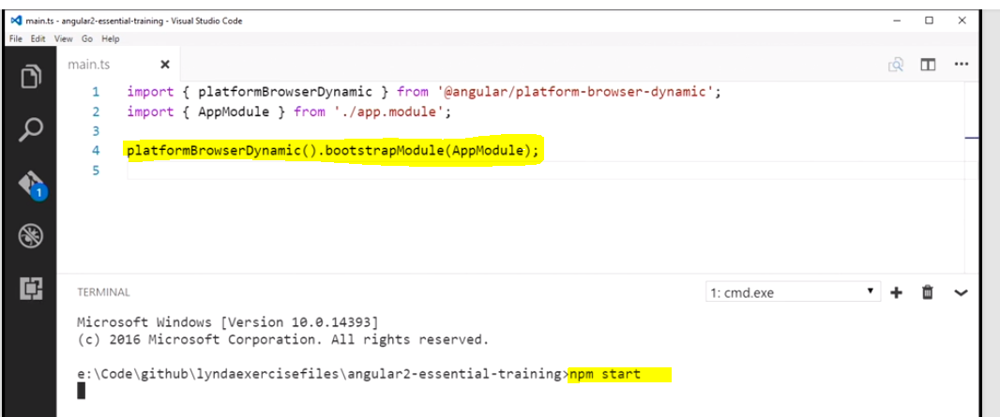 main.ts - angular2-essential-training - Visual Studio Code
File Edit View Go Help
main.ts
1 import { platformBrowserDynamic } from '@angular/platform-browser-dynamic';
2 import { AppModule } from './app.module';
3
4 platformBrowserDynamic().bootstrapModule(AppModule);
5
1
TERMINAL
1: cmd.exe
Microsoft Windows [Version 10.0.14393]
(c) 2016 Microsoft Corporation. All rights reserved.
e:\Code\github\lyndaexercisefiles\angular2-essential-training>npm start